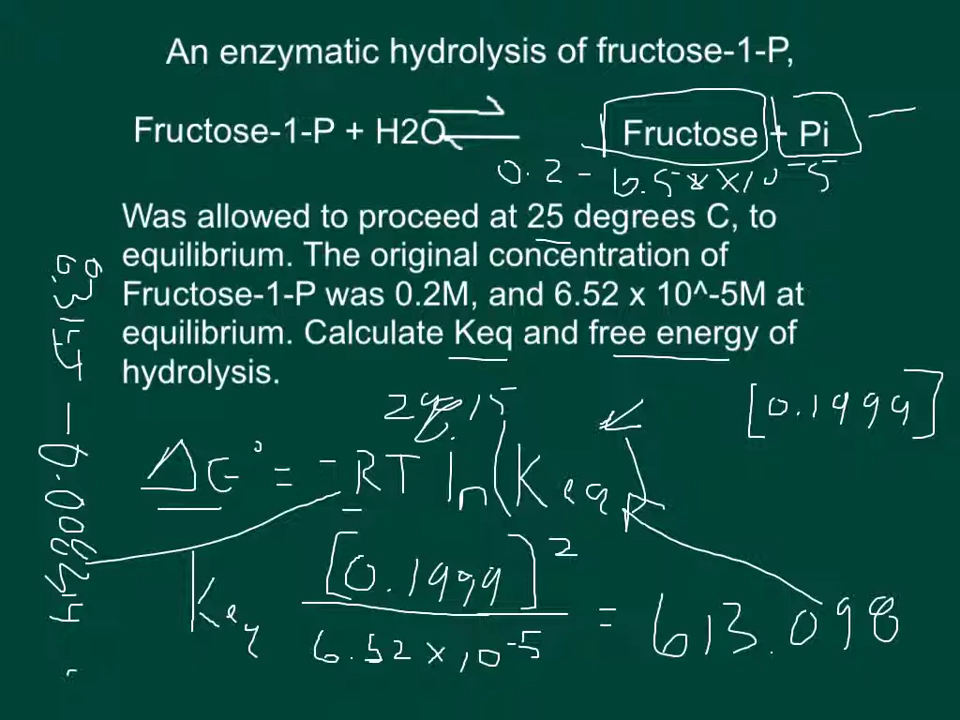 An enzymatic hydrolysis of fructose-1-P,
Fructose-1-P + H2O ⇌ Fructose + Pi
0.2 - 6.52 x 10^-5
Was allowed to proceed at 25 degrees C, to
equilibrium. The original concentration of
Fructose-1-P was 0.2M, and 6.52 x 10^-5M at
equilibrium. Calculate Keq and free energy of
hydrolysis.
298.15
[0.1999]
ΔG° = -RT ln(Keq)
Keq [0.1999]² / 6.52 x 10^-5 = 613.098